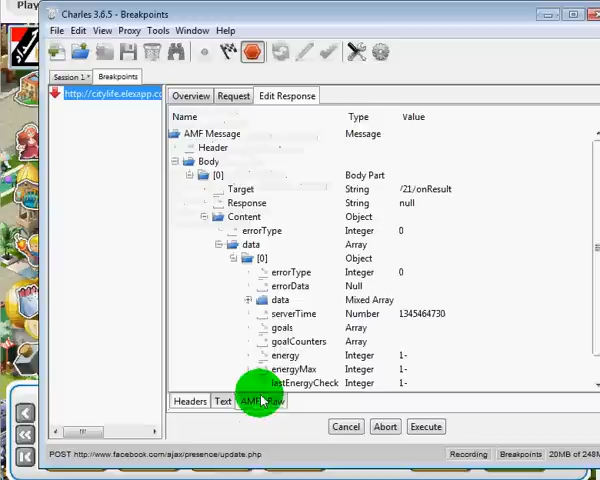 Play
Charles 3.6.5 - Breakpoints
File Edit View Proxy Tools Window Help
Session 1 * Breakpoints
http://citylife.elexapp.cc
Overview Request Edit Response
Name Type Value
AMF Message Message
Header
Body
[0] Body Part
Target String /21/onResult
Response String null
Content Object
errorType Integer 0
data Array
[0] Object
errorType Integer 0
errorData Null
data Mixed Array
serverTime Number 1345464730
goals Array
goalCounters Array
energy Integer 1-
energyMax Integer 1-
lastEnergyCheck Integer 1-
Headers Text AMF Raw
Cancel Abort Execute
POST http://www.facebook.com/ajax/presence/update.php Recording Breakpoints 20MB of 248M